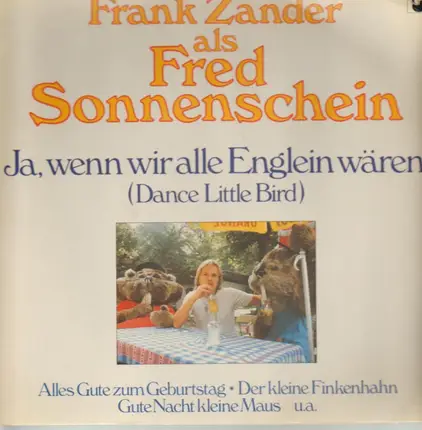 Frank Zander
als
Fred
Sonnenschein
Ja, wenn wir alle Englein wären
(Dance Little Bird)
Alles Gute zum Geburtstag • Der kleine Finkenhahn
Gute Nacht kleine Maus u.a.